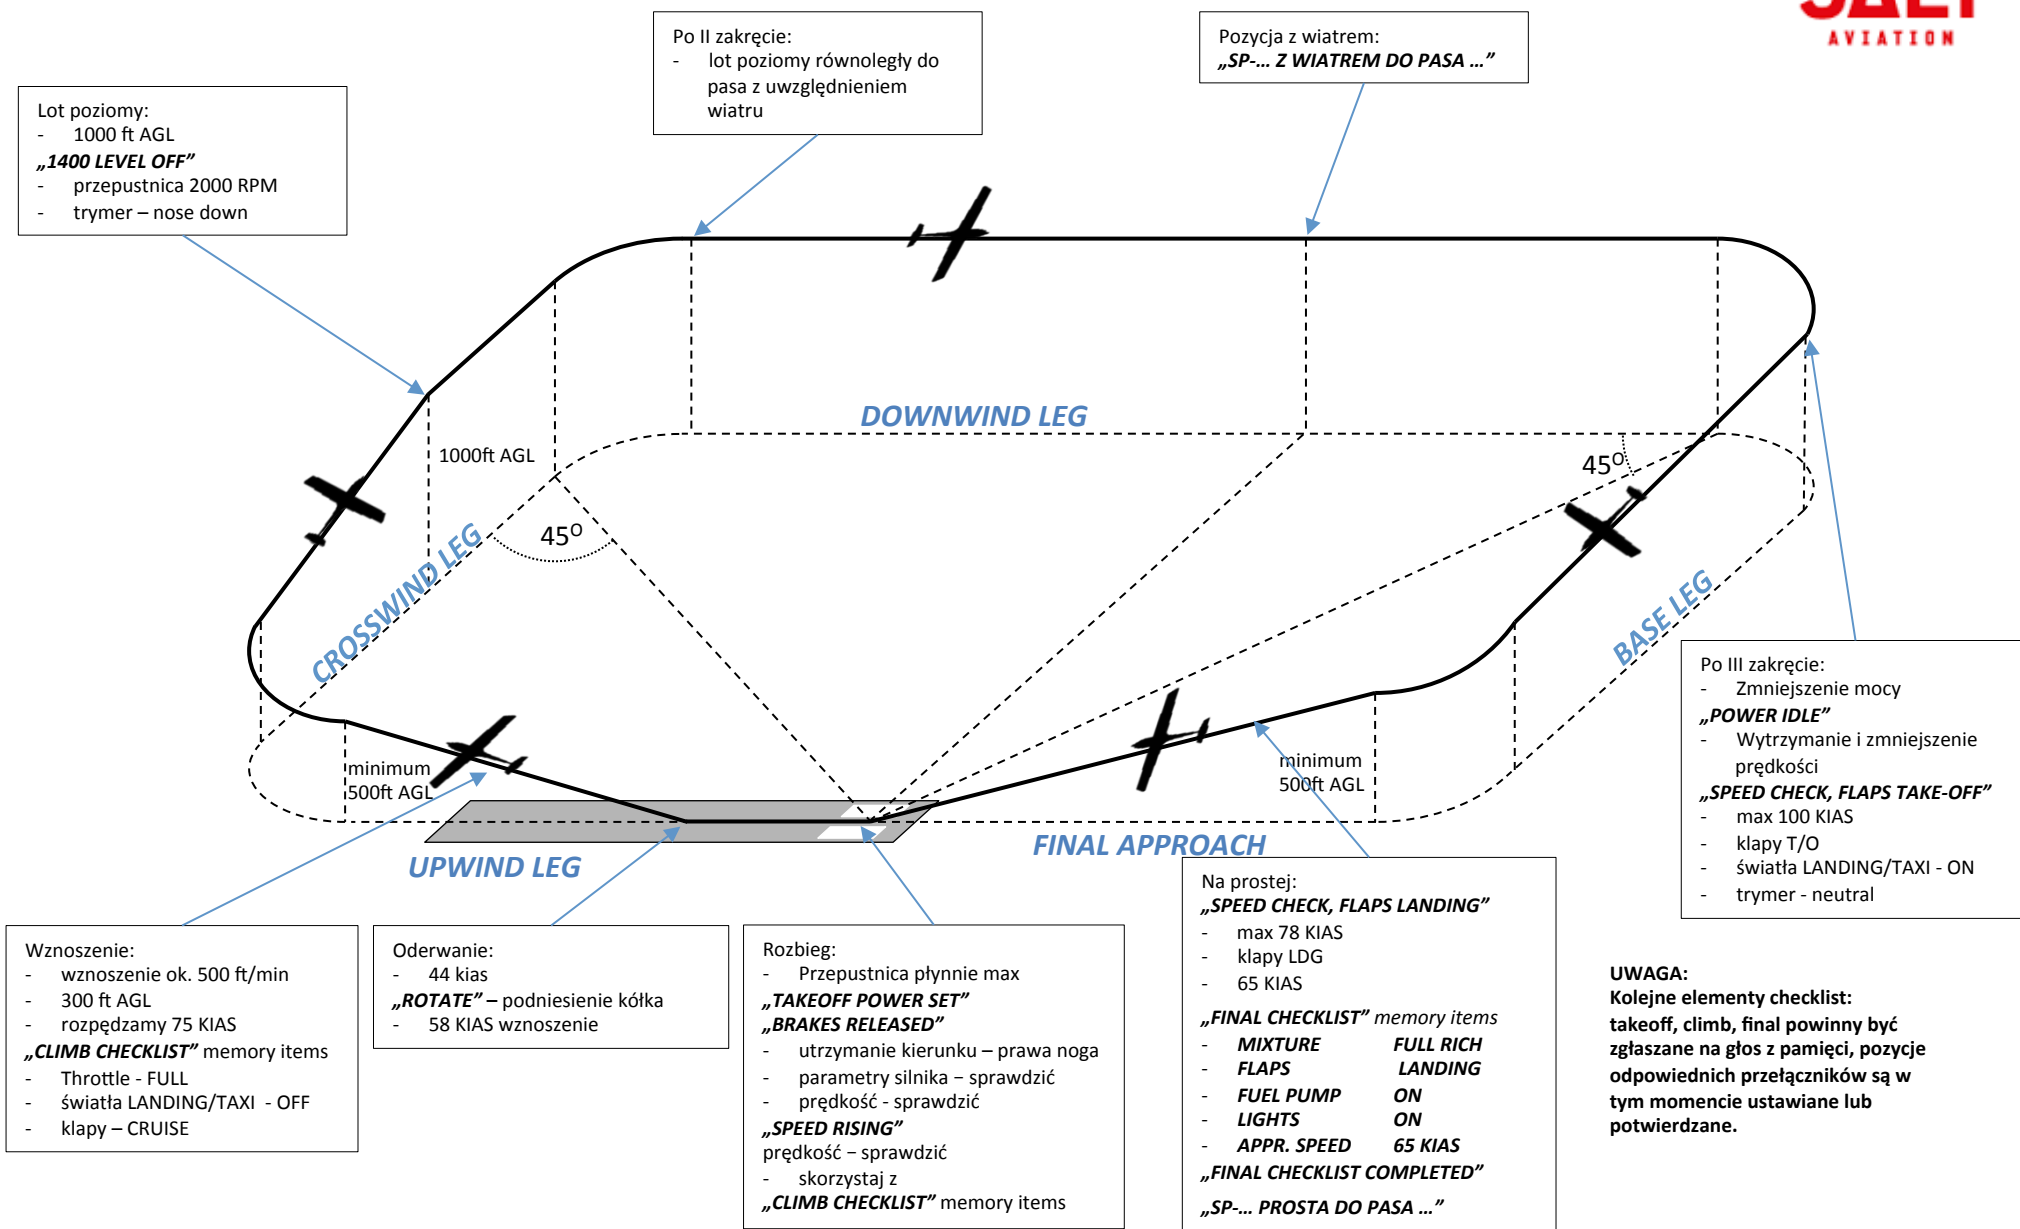 AVIATION
Po II zakręcie:
- lot poziomy równoległy do
pasa z uwzględnieniem
wiatru
Pozycja z wiatrem:
„SP-... Z WIATREM DO PASA ...”
Lot poziomy:
- 1000 ft AGL
„1400 LEVEL OFF”
- przepustnica 2000 RPM
- trymer – nose down
DOWNWIND LEG
1000ft AGL
45O
45O
CROSSWIND LEG
BASE LEG
minimum
500ft AGL
minimum
500ft AGL
UPWIND LEG
FINAL APPROACH
Po III zakręcie:
- Zmniejszenie mocy
„POWER IDLE”
- Wytrzymanie i zmniejszenie
prędkości
„SPEED CHECK, FLAPS TAKE-OFF”
- max 100 KIAS
- klapy T/O
- światła LANDING/TAXI - ON
- trymer - neutral
Wznoszenie:
- wznoszenie ok. 500 ft/min
- 300 ft AGL
- rozpędzamy 75 KIAS
„CLIMB CHECKLIST” memory items
- Throttle - FULL
- światła LANDING/TAXI - OFF
- klapy – CRUISE
Oderwanie:
- 44 kias
„ROTATE” – podniesienie kółka
- 58 KIAS wznoszenie
Rozbieg:
- Przepustnica płynnie max
„TAKEOFF POWER SET”
„BRAKES RELEASED”
- utrzymanie kierunku – prawa noga
- parametry silnika – sprawdzić
- prędkość - sprawdzić
„SPEED RISING”
prędkość – sprawdzić
- skorzystaj z
„CLIMB CHECKLIST” memory items
Na prostej:
„SPEED CHECK, FLAPS LANDING”
- max 78 KIAS
- klapy LDG
- 65 KIAS
„FINAL CHECKLIST” memory items
- MIXTURE FULL RICH
- FLAPS LANDING
- FUEL PUMP ON
- LIGHTS ON
- APPR. SPEED 65 KIAS
„FINAL CHECKLIST COMPLETED”
„SP-... PROSTA DO PASA ...”
UWAGA:
Kolejne elementy checklist:
takeoff, climb, final powinny być
zgłaszane na głos z pamięci, pozycje
odpowiednich przełączników są w
tym momencie ustawiane lub
potwierdzane.